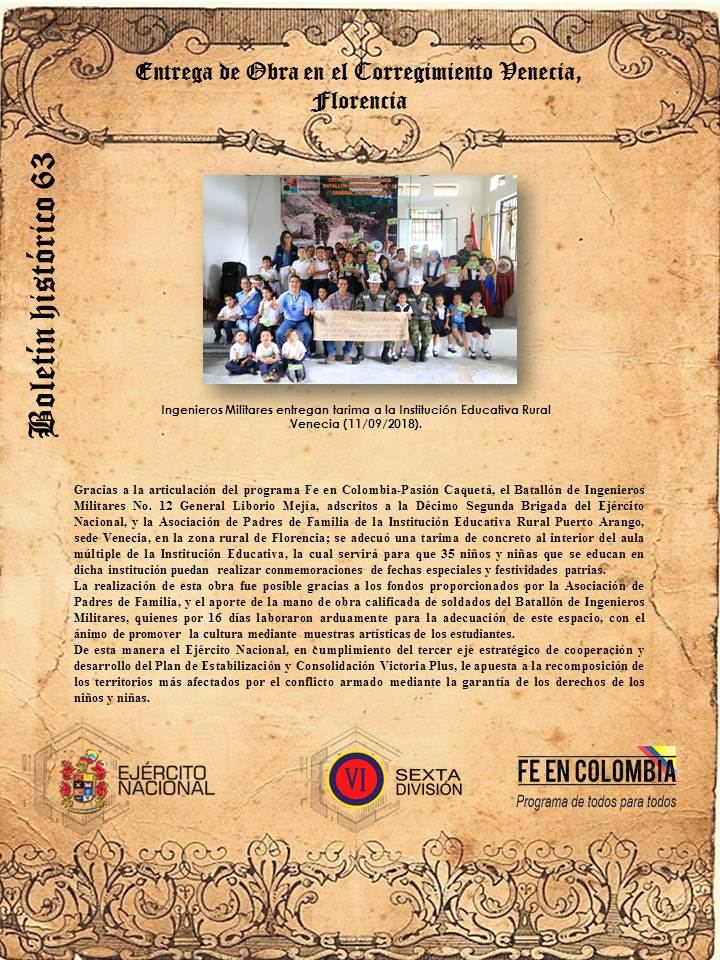 Entrega de Obra en el Corregimiento Venecia,
Florencia
Boletín histórico 63
CAQUETÁ
Ingenieros Militares entregan tarima a la Institución Educativa Rural
Venecia (11/09/2018).
Gracias a la articulación del programa Fe en Colombia-Pasión Caquetá, el Batallón de Ingenieros
Militares No. 12 General Liborio Mejía, adscritos a la Décimo Segunda Brigada del Ejército
Nacional, y la Asociación de Padres de Familia de la Institución Educativa Rural Puerto Arango,
sede Venecia, en la zona rural de Florencia; se adecuó una tarima de concreto al interior del aula
múltiple de la Institución Educativa, la cual servirá para que 35 niños y niñas que se educan en
dicha institución puedan realizar conmemoraciones de fechas especiales y festividades patrias.
La realización de esta obra fue posible gracias a los fondos proporcionados por la Asociación de
Padres de Familia, y el aporte de la mano de obra calificada de soldados del Batallón de Ingenieros
Militares, quienes por 16 días laboraron arduamente para la adecuación de este espacio, con el
ánimo de promover la cultura mediante muestras artísticas de los estudiantes.
De esta manera el Ejército Nacional, en cumplimiento del tercer eje estratégico de cooperación y
desarrollo del Plan de Estabilización y Consolidación Victoria Plus, le apuesta a la recomposición de
los territorios más afectados por el conflicto armado mediante la garantía de los derechos de los
niños y niñas.
EJÉRCITO
NACIONAL
VI
SEXTA
DIVISIÓN
FE EN COLOMBIA
Programa de todos para todos